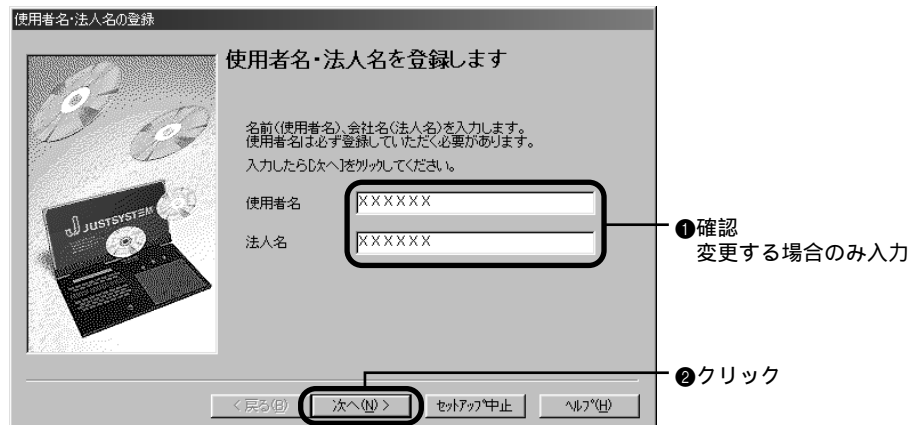 使用者名・法人名の登録
使用者名・法人名を登録します
名前(使用者名)、会社名(法人名)を入力します。
使用者名は必ず登録していただく必要があります。
入力したら[次へ]をクリックしてください。
使用者名 XXXXXX
法人名 XXXXXX
JUSTSYSTEM
❶確認
変更する場合のみ入力
❷クリック
< 戻る(B) 次へ(N) > セットアップ中止 ヘルプ(H)